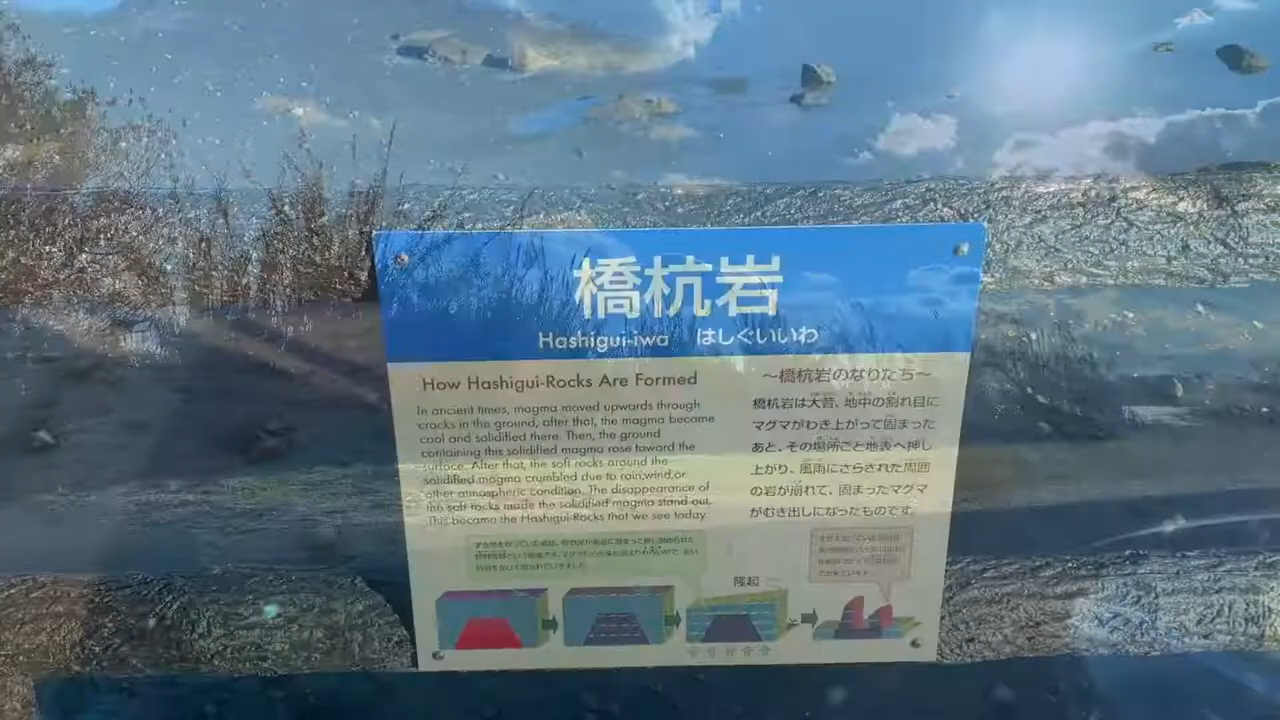 橋杭岩
Hashigui-iwa はしぐいいわ
How Hashigui-Rocks Are Formed
In ancient times, magma moved upwards through
cracks in the ground, after that, the magma became
cool and solidified there. Then, the ground
containing this solidified magma rose toward the
surface. After that, the soft rocks around the
solidified magma crumbled due to rain,wind,or
other atmospheric condition. The disappearance of
the soft rocks made the solidified magma stand out.
This became the Hashigui-Rocks that we see today.
～橋杭岩のなりたち～
橋杭岩は大昔、地中の割れ目に
マグマがわき上がって固まった
あと、その場所ごと地表へ押し
上がり、風雨にさらされた周囲
の岩が崩れて、固まったマグマ
がむき出しになったものです。
隆起